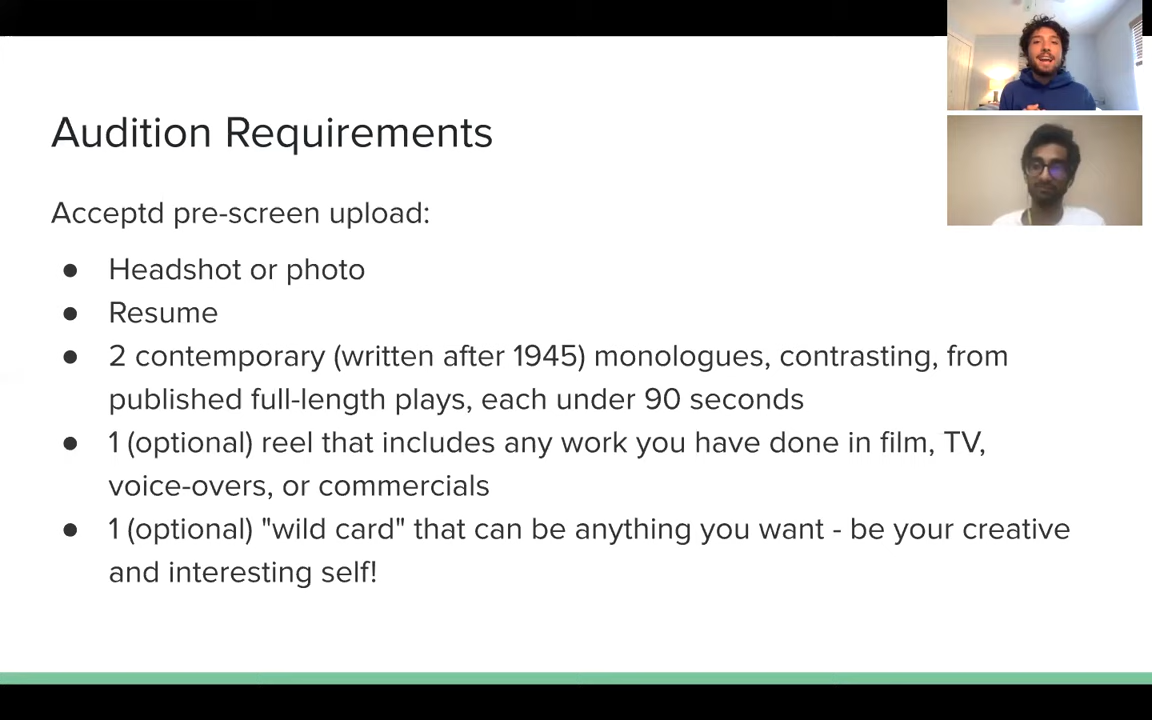 Audition Requirements
Acceptd pre-screen upload:
● Headshot or photo
● Resume
● 2 contemporary (written after 1945) monologues, contrasting, from
published full-length plays, each under 90 seconds
● 1 (optional) reel that includes any work you have done in film, TV,
voice-overs, or commercials
● 1 (optional) "wild card" that can be anything you want - be your creative
and interesting self!